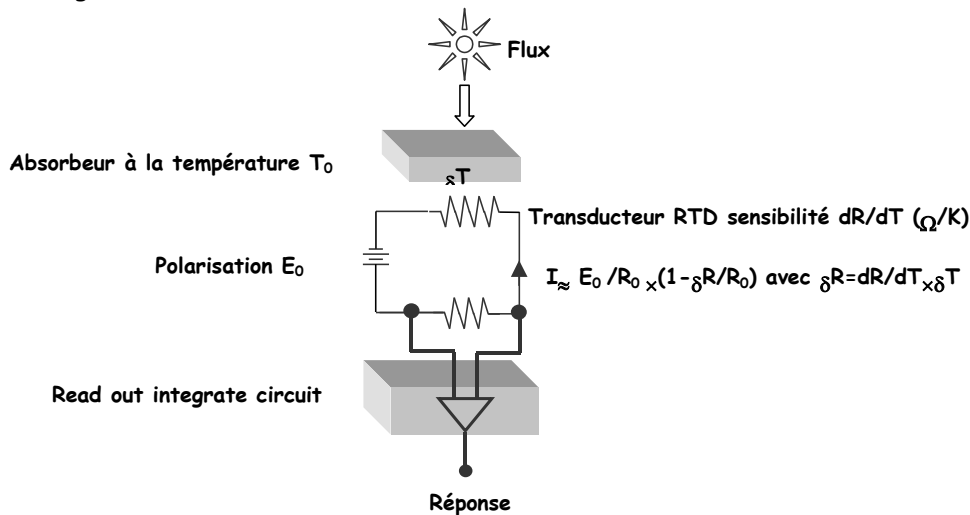 Flux
Absorbeur à la température T₀
δT
Transducteur RTD sensibilité dR/dT (Ω/K)
Polarisation E₀
I≈ E₀ /R₀ ×(1-δR/R₀) avec δR=dR/dT×δT
Read out integrate circuit
Réponse